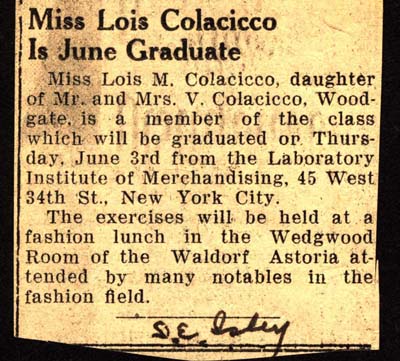 Miss Lois Colacicco
Is June Graduate
Miss Lois M. Colacicco, daughter
of Mr. and Mrs. V. Colacicco, Wood-
gate, is a member of the class
which will be graduated or Thurs-
day, June 3rd from the Laboratory
Institute of Merchandising, 45 West
34th St., New York City.
The exercises will be held at a
fashion lunch in the Wedgwood
Room of the Waldorf Astoria at-
tended by many notables in the
fashion field.
S.E.